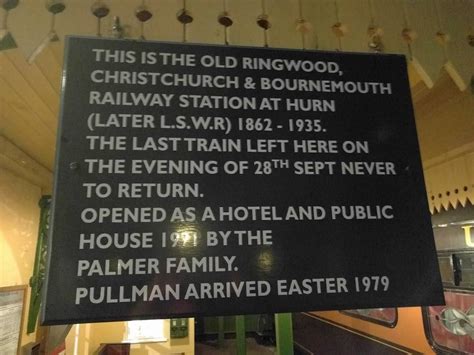 THIS IS THE OLD RINGWOOD,
CHRISTCHURCH & BOURNEMOUTH
RAILWAY STATION AT HURN
(LATER L.S.W.R) 1862 - 1935.
THE LAST TRAIN LEFT HERE ON
THE EVENING OF 28TH SEPT NEVER
TO RETURN.
OPENED AS A HOTEL AND PUBLIC
HOUSE BY THE
PALMER FAMILY.
PULLMAN ARRIVED EASTER 1979